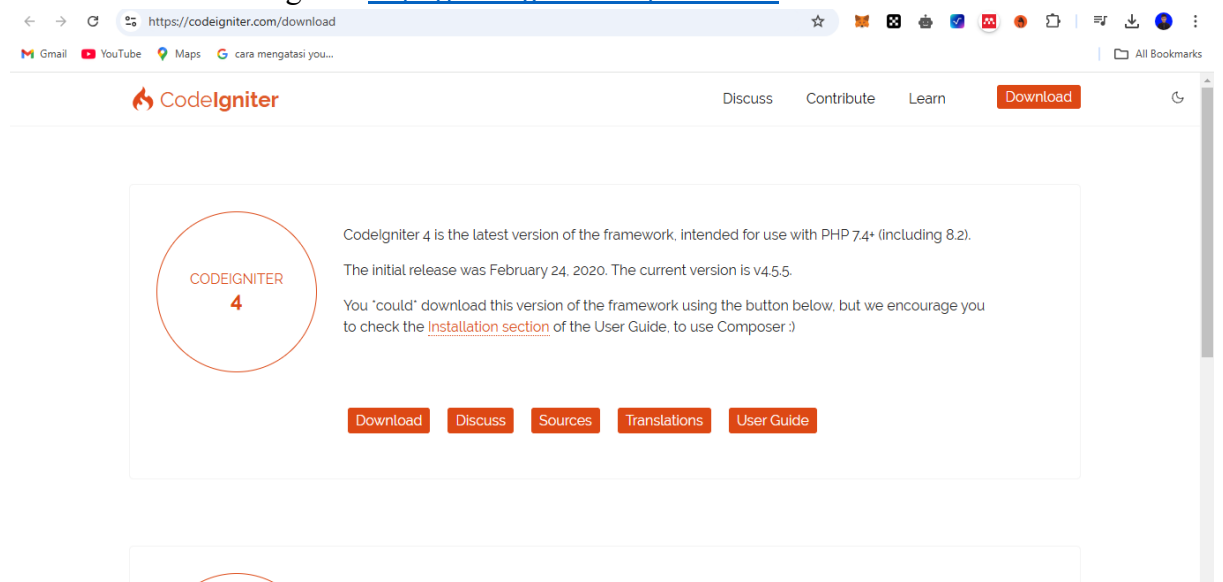 https://codeigniter.com/download
Gmail YouTube Maps cara mengatasi you... All Bookmarks
CodeIgniter Discuss Contribute Learn Download
CodeIgniter 4 is the latest version of the framework, intended for use with PHP 7.4+ (including 8.2).
The initial release was February 24, 2020. The current version is v4.5.5.
CODEIGNITER
4
You *could* download this version of the framework using the button below, but we encourage you
to check the Installation section of the User Guide, to use Composer :)
Download Discuss Sources Translations User Guide